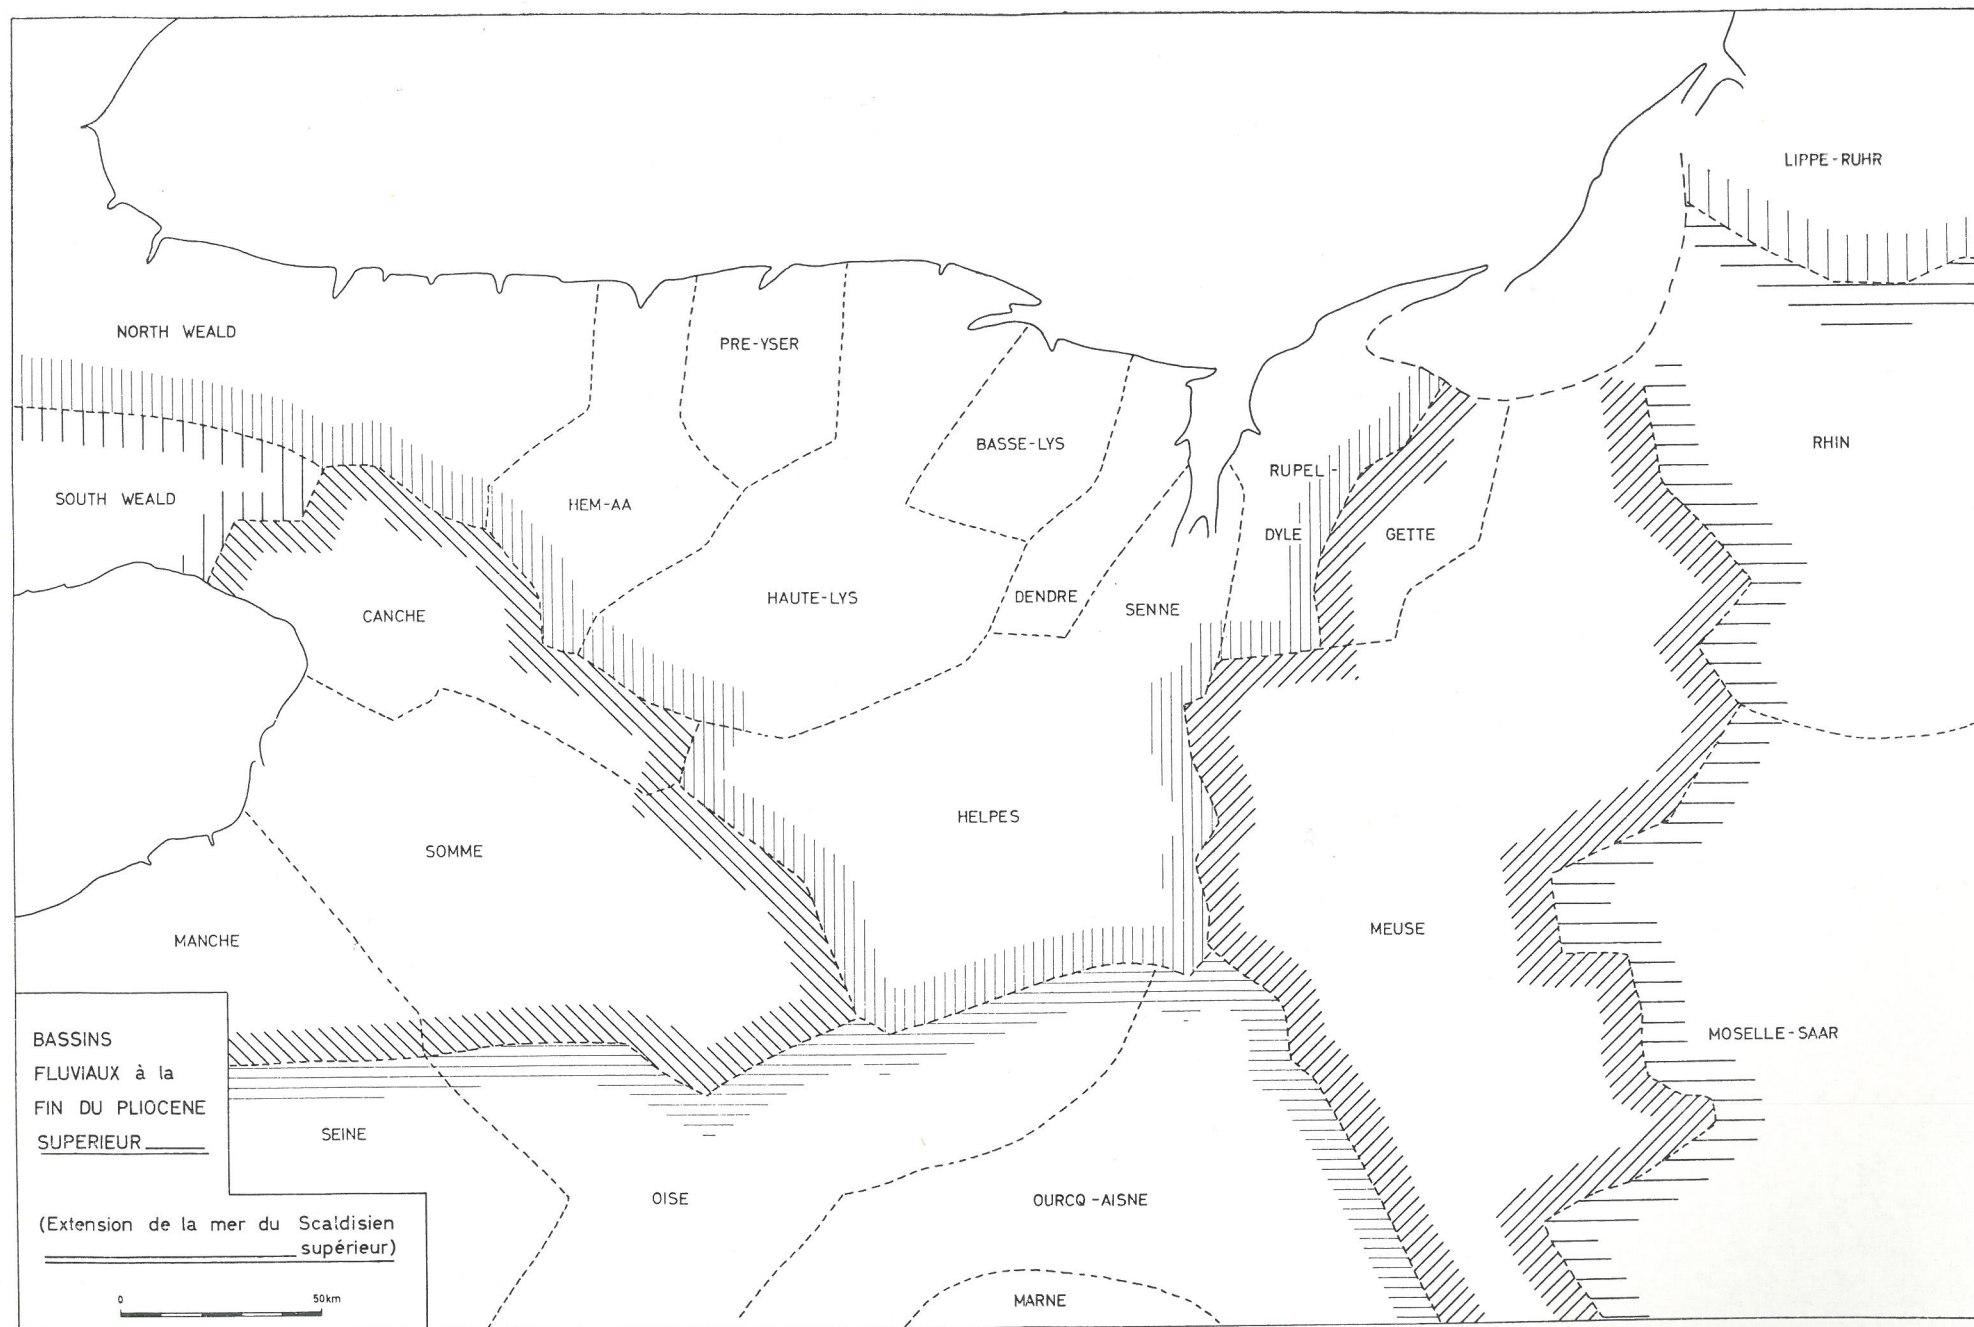 LIPPE-RUHR
NORTH WEALD
PRE-YSER
BASSE-LYS
RHIN
RUPEL-
SOUTH WEALD
HEM-AA
DYLE
GETTE
HAUTE-LYS
DENDRE
SENNE
CANCHE
HELPES
SOMME
MEUSE
MANCHE
MOSELLE-SAAR
SEINE
OISE
OURCQ-AISNE
MARNE
BASSINS
FLUVIAUX à la
FIN DU PLIOCENE
SUPERIEUR
(Extension de la mer du Scaldisien
supérieur)
0 50km